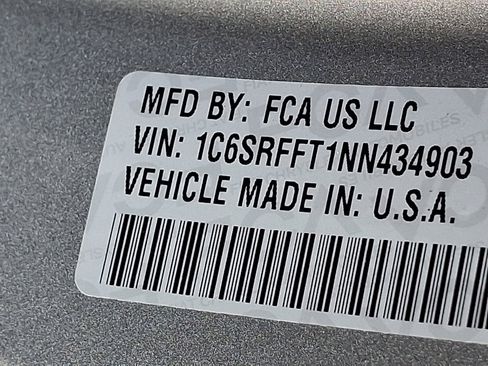 MFD BY: FCA US LLC
VIN: 1C6SRFFT1NN434903
VEHICLE MADE IN: U.S.A.